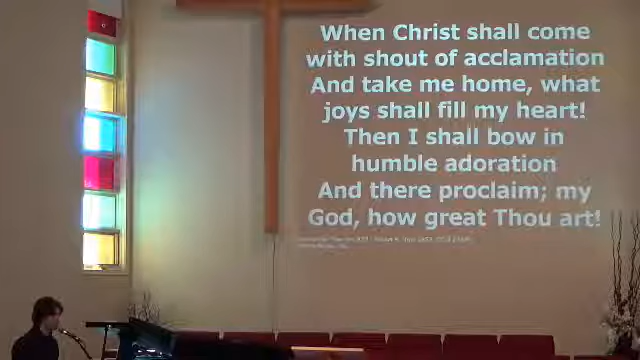 When Christ shall come
with shout of acclamation
And take me home, what
joys shall fill my heart!
Then I shall bow in
humble adoration
And there proclaim; my
God, how great Thou art!